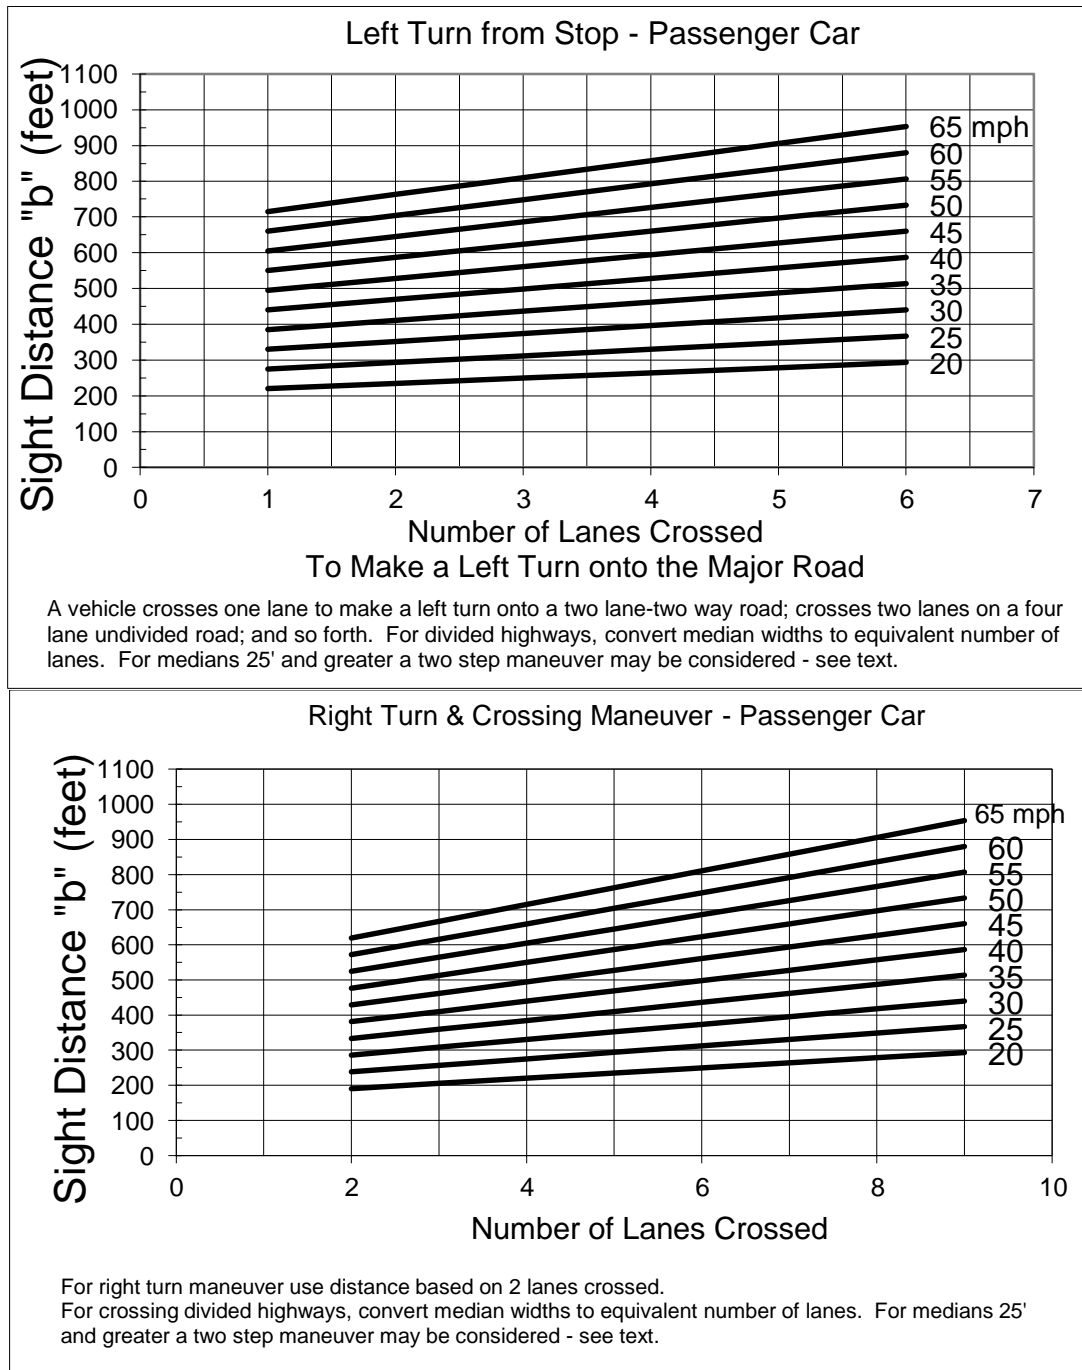 Left Turn from Stop - Passenger Car
Sight Distance "b" (feet)
1100
1000
900
800
700
600
500
400
300
200
100
0
65 mph
60
55
50
45
40
35
30
25
20
0 1 2 3 4 5 6 7
Number of Lanes Crossed
To Make a Left Turn onto the Major Road
A vehicle crosses one lane to make a left turn onto a two lane-two way road; crosses two lanes on a four
lane undivided road; and so forth. For divided highways, convert median widths to equivalent number of
lanes. For medians 25' and greater a two step maneuver may be considered - see text.
Right Turn & Crossing Maneuver - Passenger Car
Sight Distance "b" (feet)
1100
1000
900
800
700
600
500
400
300
200
100
0
65 mph
60
55
50
45
40
35
30
25
20
0 2 4 6 8 10
Number of Lanes Crossed
For right turn maneuver use distance based on 2 lanes crossed.
For crossing divided highways, convert median widths to equivalent number of lanes. For medians 25'
and greater a two step maneuver may be considered - see text.